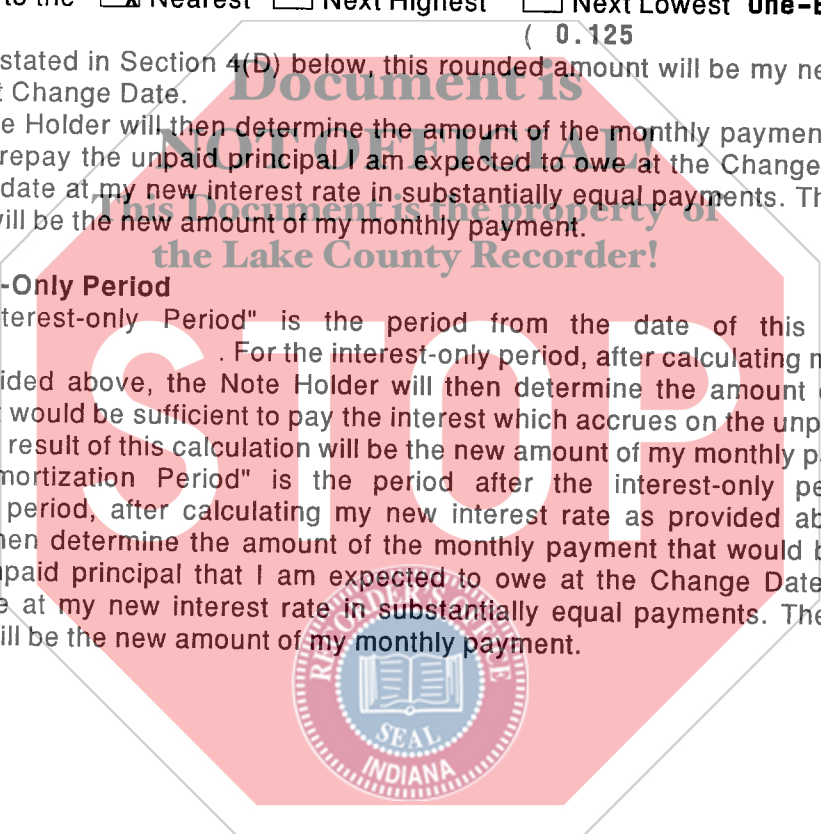 to the ☒ Nearest ☐ Next Highest ☐ Next Lowest One-E
( 0.125
stated in Section 4(D) below, this rounded amount will be my ne
t Change Date.
e Holder will then determine the amount of the monthly paymen
repay the unpaid principal I am expected to owe at the Change
date at my new interest rate in substantially equal payments. Th
will be the new amount of my monthly payment.
-Only Period
terest-only Period" is the period from the date of this
. For the interest-only period, after calculating m
ided above, the Note Holder will then determine the amount
t would be sufficient to pay the interest which accrues on the unp
result of this calculation will be the new amount of my monthly p
mortization Period" is the period after the interest-only pe
period, after calculating my new interest rate as provided ab
hen determine the amount of the monthly payment that would b
npaid principal that I am expected to owe at the Change Date
e at my new interest rate in substantially equal payments. The
ill be the new amount of my monthly payment.
Document is
NOT OFFICIAL!
This Document is the property of
the Lake County Recorder!
STOP
RECORDER'S OFFICE
SEAL
INDIANA